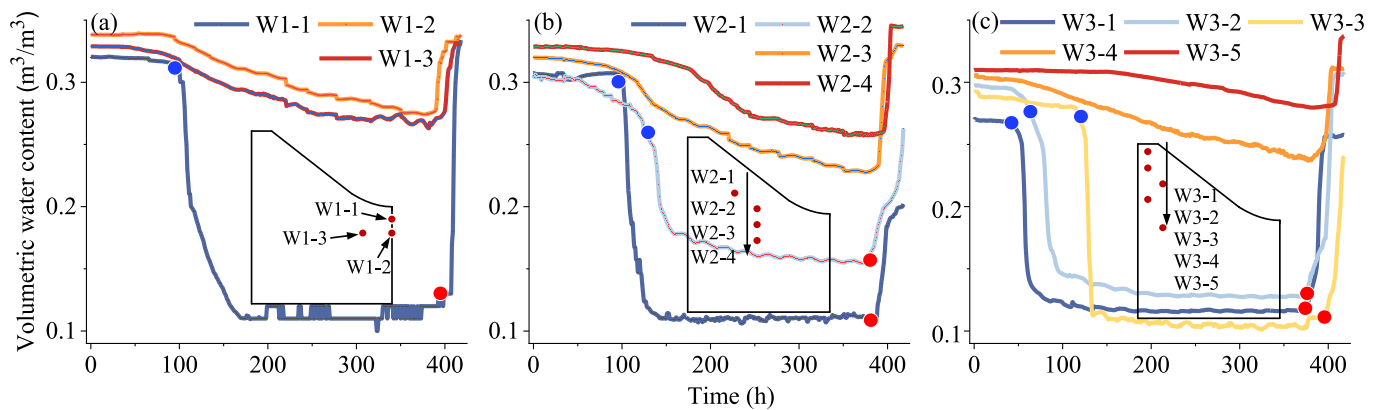 Volumetric water content (m³/m³)
(a) W1-1 W1-2
W1-3
0.3
0.2
0.1
W1-1
W1-3
W1-2
0 100 200 300 400
(b) W2-1 W2-2
W2-3
W2-4
0.3
0.2
0.1
W2-1
W2-2
W2-3
W2-4
0 100 200 300 400
Time (h)
(c) W3-1 W3-2 W3-3
W3-4 W3-5
0.3
0.2
0.1
W3-1
W3-2
W3-3
W3-4
W3-5
0 100 200 300 400